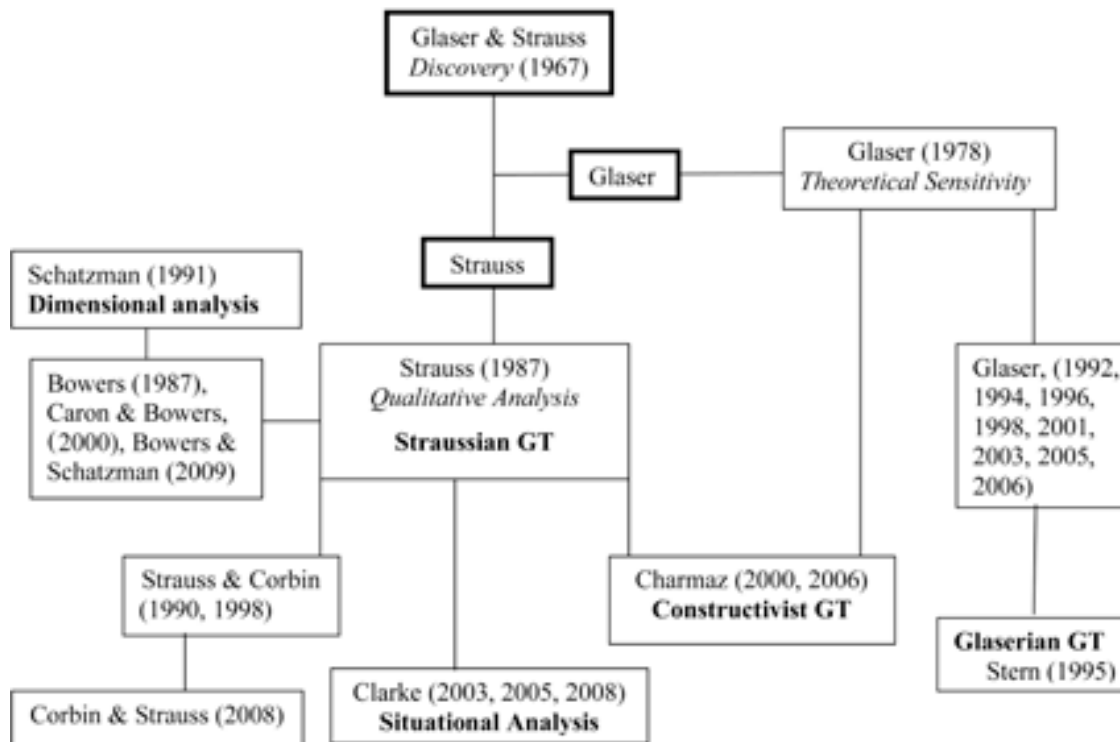 Glaser & Strauss
Discovery (1967)
Glaser
Glaser (1978)
Theoretical Sensitivity
Strauss
Schatzman (1991)
Dimensional analysis
Bowers (1987),
Caron & Bowers,
(2000), Bowers &
Schatzman (2009)
Strauss (1987)
Qualitative Analysis
Straussian GT
Glaser, (1992,
1994, 1996,
1998, 2001,
2003, 2005,
2006)
Strauss & Corbin
(1990, 1998)
Charmaz (2000, 2006)
Constructivist GT
Glaserian GT
Stern (1995)
Corbin & Strauss (2008)
Clarke (2003, 2005, 2008)
Situational Analysis